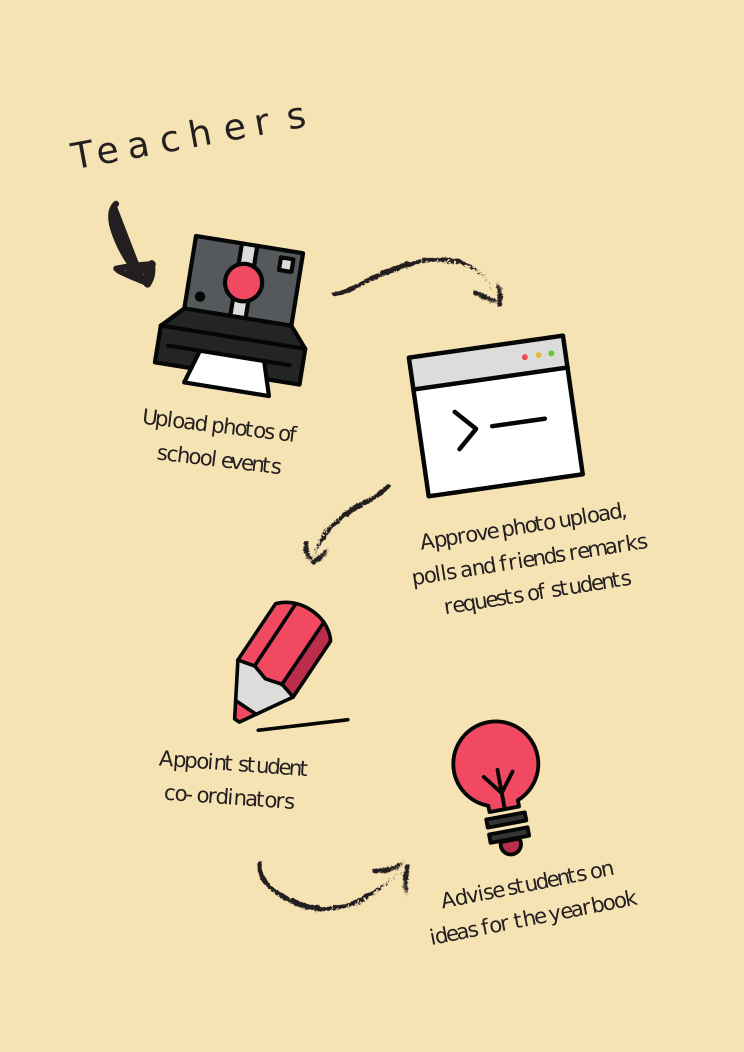 Teachers
Upload photos of
school events
Approve photo upload,
polls and friends remarks
requests of students
Appoint student
co- ordinators
Advise students on
ideas for the yearbook